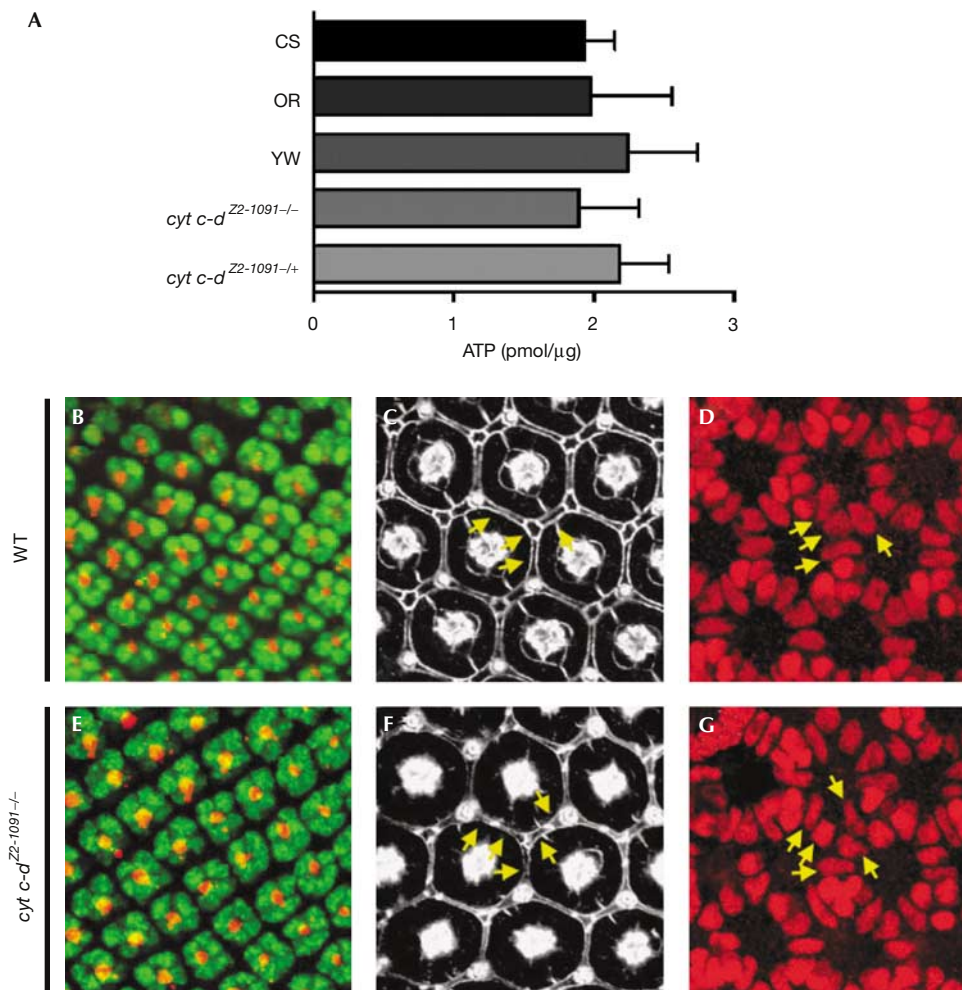 A
CS
OR
YW
cyt c-d Z2-1091–/–
cyt c-d Z2-1091–/+
0 1 2 3
ATP (pmol/μg)
B C D
WT
E F G
cyt c-dZ2-1091–/–